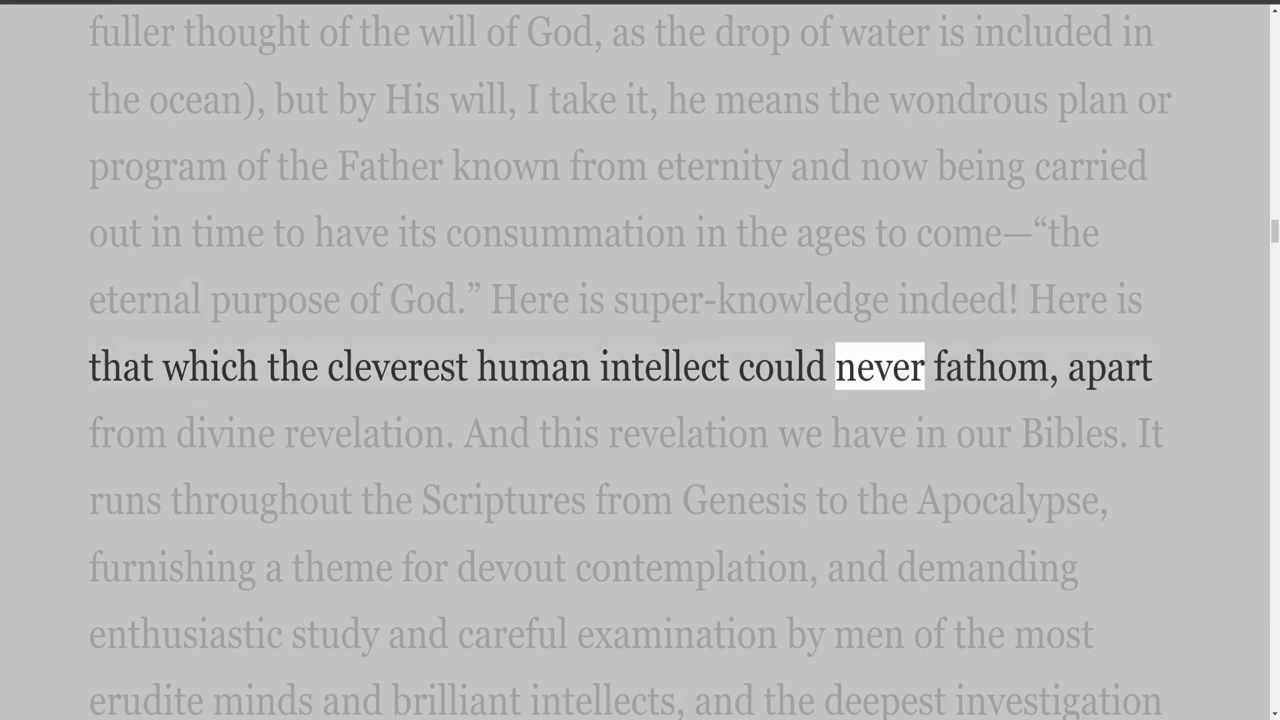 fuller thought of the will of God, as the drop of water is included in
the ocean), but by His will, I take it, he means the wondrous plan or
program of the Father known from eternity and now being carried
out in time to have its consummation in the ages to come—“the
eternal purpose of God.” Here is super-knowledge indeed! Here is
that which the cleverest human intellect could never fathom, apart
from divine revelation. And this revelation we have in our Bibles. It
runs throughout the Scriptures from Genesis to the Apocalypse,
furnishing a theme for devout contemplation, and demanding
enthusiastic study and careful examination by men of the most
erudite minds and brilliant intellects, and the deepest investigation